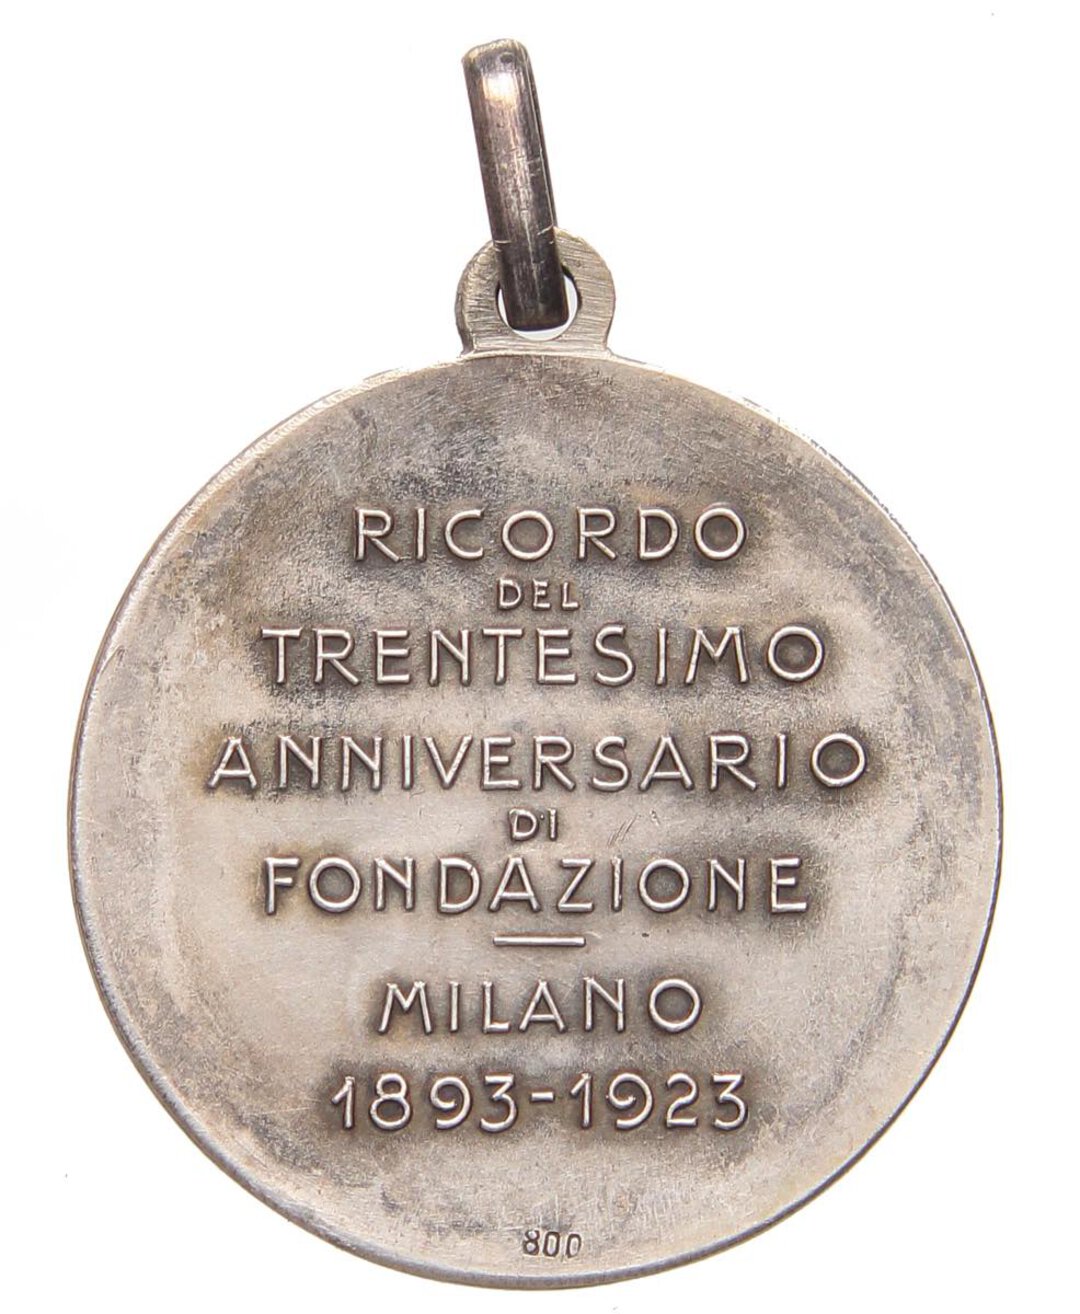 RICORDO
DEL
TRENTESIMO
ANNIVERSARIO
DI
FONDAZIONE
MILANO
1893-1923
800